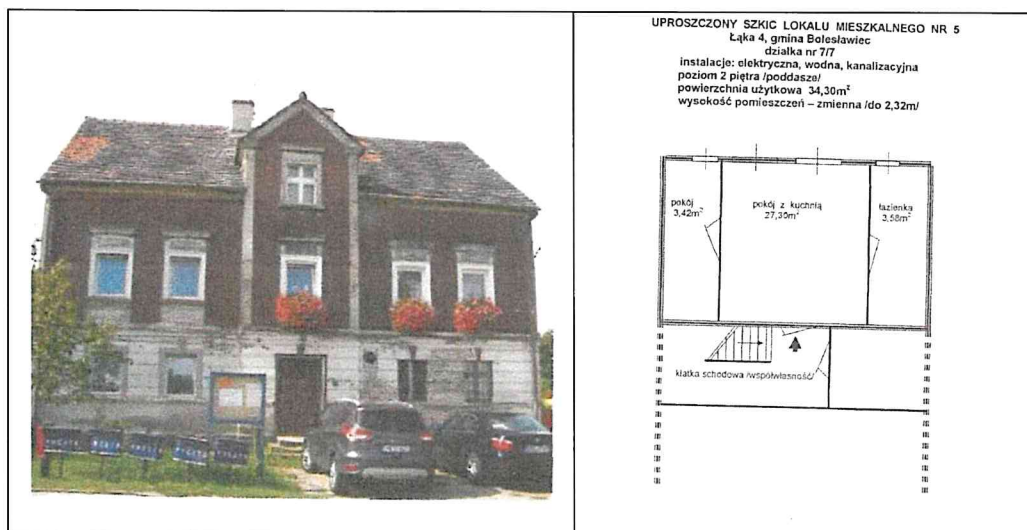 UPROSZCZONY SZKIC LOKALU MIESZKALNEGO NR 5
Łąka 4, gmina Bolesławiec
działka nr 7/7
instalacje: elektryczna, wodna, kanalizacyjna
poziom 2 piętra /poddasze/
powierzchnia użytkowa 34,30m²
wysokość pomieszczeń – zmienna /do 2,32m/
pokój
3,42m²
pokój z kuchnią
27,30m²
łazienka
3,58m²
klatka schodowa /współwłasność/